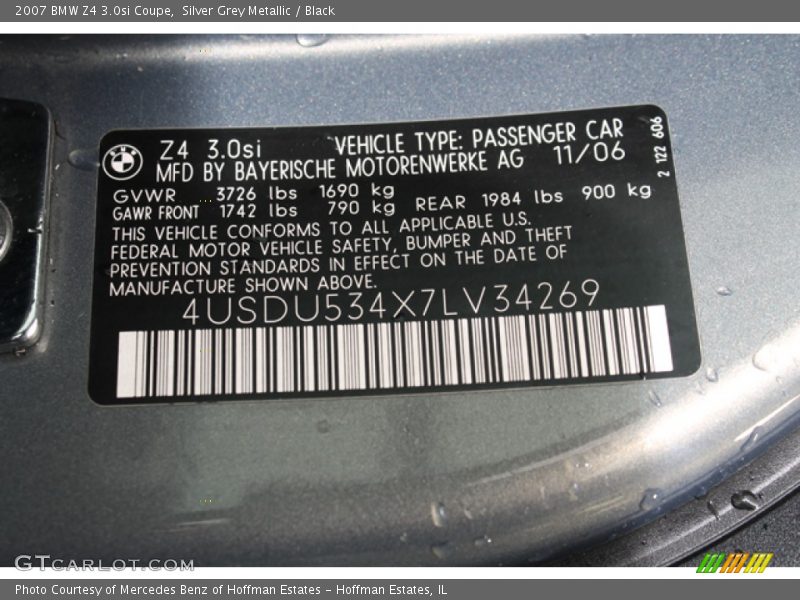 2007 BMW Z4 3.0si Coupe, Silver Grey Metallic / Black
BMW
Z4 3.0si VEHICLE TYPE: PASSENGER CAR
MFD BY BAYERISCHE MOTORENWERKE AG 11/06
2 122 606
GVWR 3726 lbs 1690 kg
GAWR FRONT 1742 lbs 790 kg REAR 1984 lbs 900 kg
THIS VEHICLE CONFORMS TO ALL APPLICABLE U.S.
FEDERAL MOTOR VEHICLE SAFETY, BUMPER AND THEFT
PREVENTION STANDARDS IN EFFECT ON THE DATE OF
MANUFACTURE SHOWN ABOVE.
4USDU534X7LV34269
GTCARLOT.COM
Photo Courtesy of Mercedes Benz of Hoffman Estates - Hoffman Estates, IL